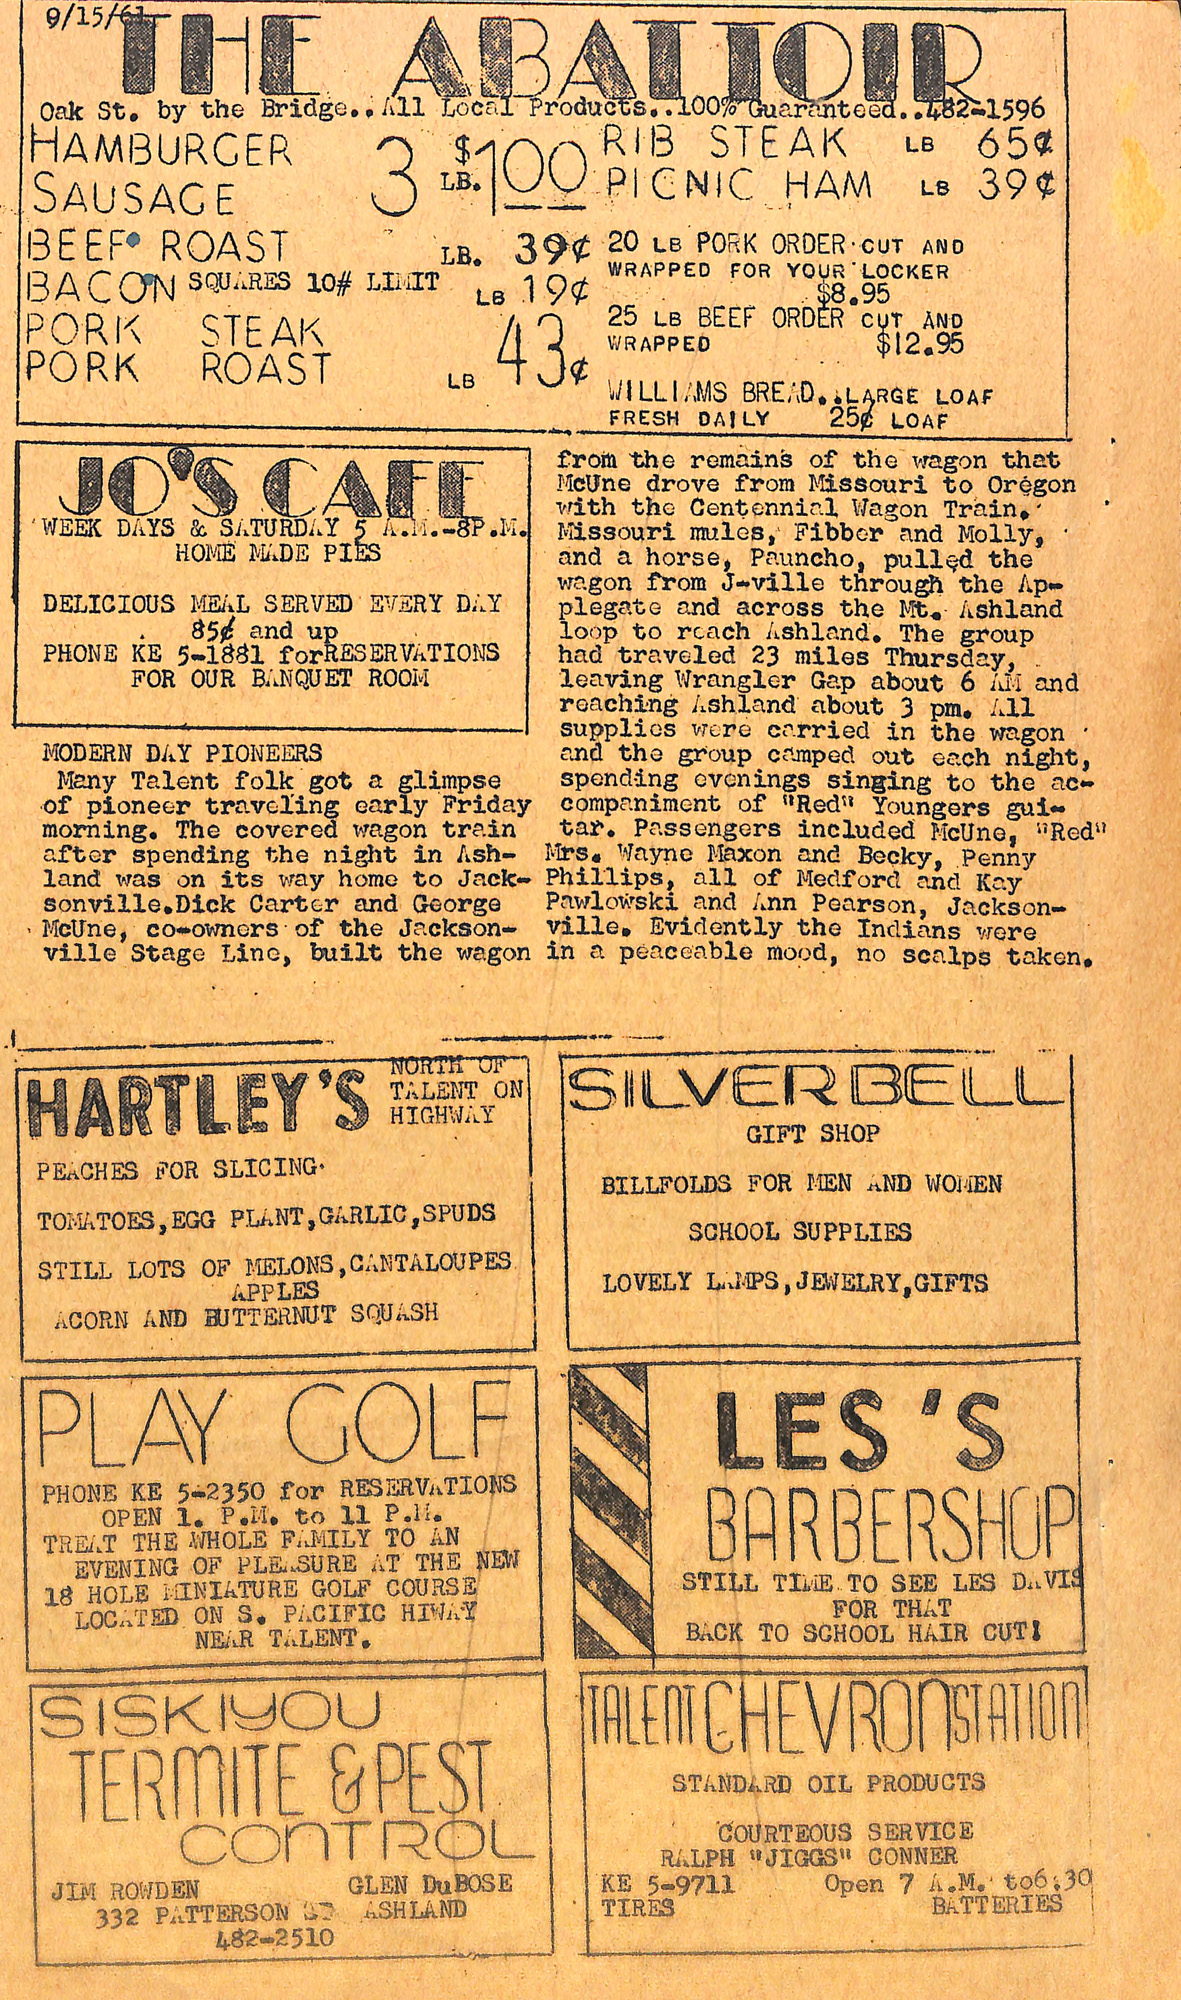 9/15/61
THE ABATTOIR
Oak St. by the Bridge..All Local Products..100% Guaranteed..482-1596
HAMBURGER
SAUSAGE
3 LB. $1.00
BEEF ROAST LB. 39¢
BACON SQUARES 10# LIMIT LB 19¢
PORK STEAK
PORK ROAST LB 43¢
RIB STEAK LB 65¢
PICNIC HAM LB 39¢
20 LB PORK ORDER CUT AND
WRAPPED FOR YOUR LOCKER
$8.95
25 LB BEEF ORDER CUT AND
WRAPPED $12.95
WILLIAMS BREAD..LARGE LOAF
FRESH DAILY 25¢ LOAF
JO'S CAFE
WEEK DAYS & SATURDAY 5 A.M.-8P.M.
HOME MADE PIES
DELICIOUS MEAL SERVED EVERY DAY
85¢ and up
PHONE KE 5-1881 forRESERVATIONS
FOR OUR BANQUET ROOM
MODERN DAY PIONEERS
Many Talent folk got a glimpse
of pioneer traveling early Friday
morning. The covered wagon train
after spending the night in Ash-
land was on its way home to Jack-
sonville.Dick Carter and George
McUne, co-owners of the Jackson-
ville Stage Line, built the wagon
from the remains of the wagon that
McUne drove from Missouri to Oregon
with the Centennial Wagon Train.
Missouri mules, Fibber and Molly,
and a horse, Pauncho, pulled the
wagon from J-ville through the Ap-
plegate and across the Mt. Ashland
loop to reach Ashland. The group
had traveled 23 miles Thursday,
leaving Wrangler Gap about 6 AM and
reaching Ashland about 3 pm. All
supplies were carried in the wagon
and the group camped out each night,
spending evenings singing to the ac-
companiment of "Red" Youngers gui-
tar. Passengers included McUne, "Red"
Mrs. Wayne Maxon and Becky, Penny
Phillips, all of Medford and Kay
Pawlowski and Ann Pearson, Jackson-
ville. Evidently the Indians were
in a peaceable mood, no scalps taken.
HARTLEY'S
NORTH OF
TALENT ON
HIGHWAY
PEACHES FOR SLICING
TOMATOES,EGG PLANT,GARLIC,SPUDS
STILL LOTS OF MELONS,CANTALOUPES
APPLES
ACORN AND BUTTERNUT SQUASH
SILVER BELL
GIFT SHOP
BILLFOLDS FOR MEN AND WOMEN
SCHOOL SUPPLIES
LOVELY LAMPS,JEWELRY,GIFTS
PLAY GOLF
PHONE KE 5-2350 for RESERVATIONS
OPEN 1. P.M. to 11 P.M.
TREAT THE WHOLE FAMILY TO AN
EVENING OF PLEASURE AT THE NEW
18 HOLE MINIATURE GOLF COURSE
LOCATED ON S. PACIFIC HIWAY
NEAR TALENT.
LES'S
BARBERSHOP
STILL TIME TO SEE LES DAVIS
FOR THAT
BACK TO SCHOOL HAIR CUT!
SISKIYOU
TERMITE & PEST
CONTROL
JIM ROWDEN GLEN DuBOSE
332 PATTERSON ST ASHLAND
482-2510
TALENT CHEVRON STATION
STANDARD OIL PRODUCTS
COURTEOUS SERVICE
RALPH "JIGGS" CONNER
KE 5-9711 Open 7 A.M. to6:30
TIRES BATTERIES